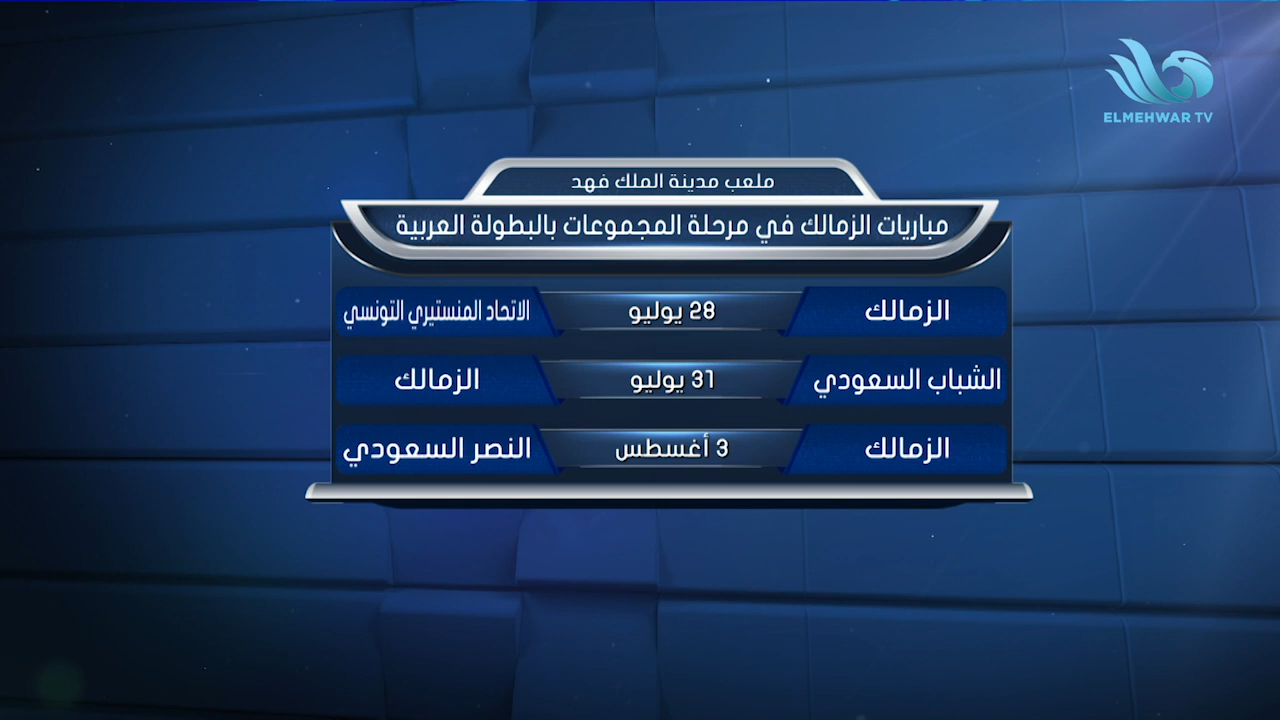 ELMEHWAR TV
ملعب مدينة الملك فهد
مباريات الزمالك في مرحلة المجموعات بالبطولة العربية
الزمالك 28 يوليو الاتحاد المنستيري التونسي
الشباب السعودي 31 يوليو الزمالك
الزمالك 3 أغسطس النصر السعودي